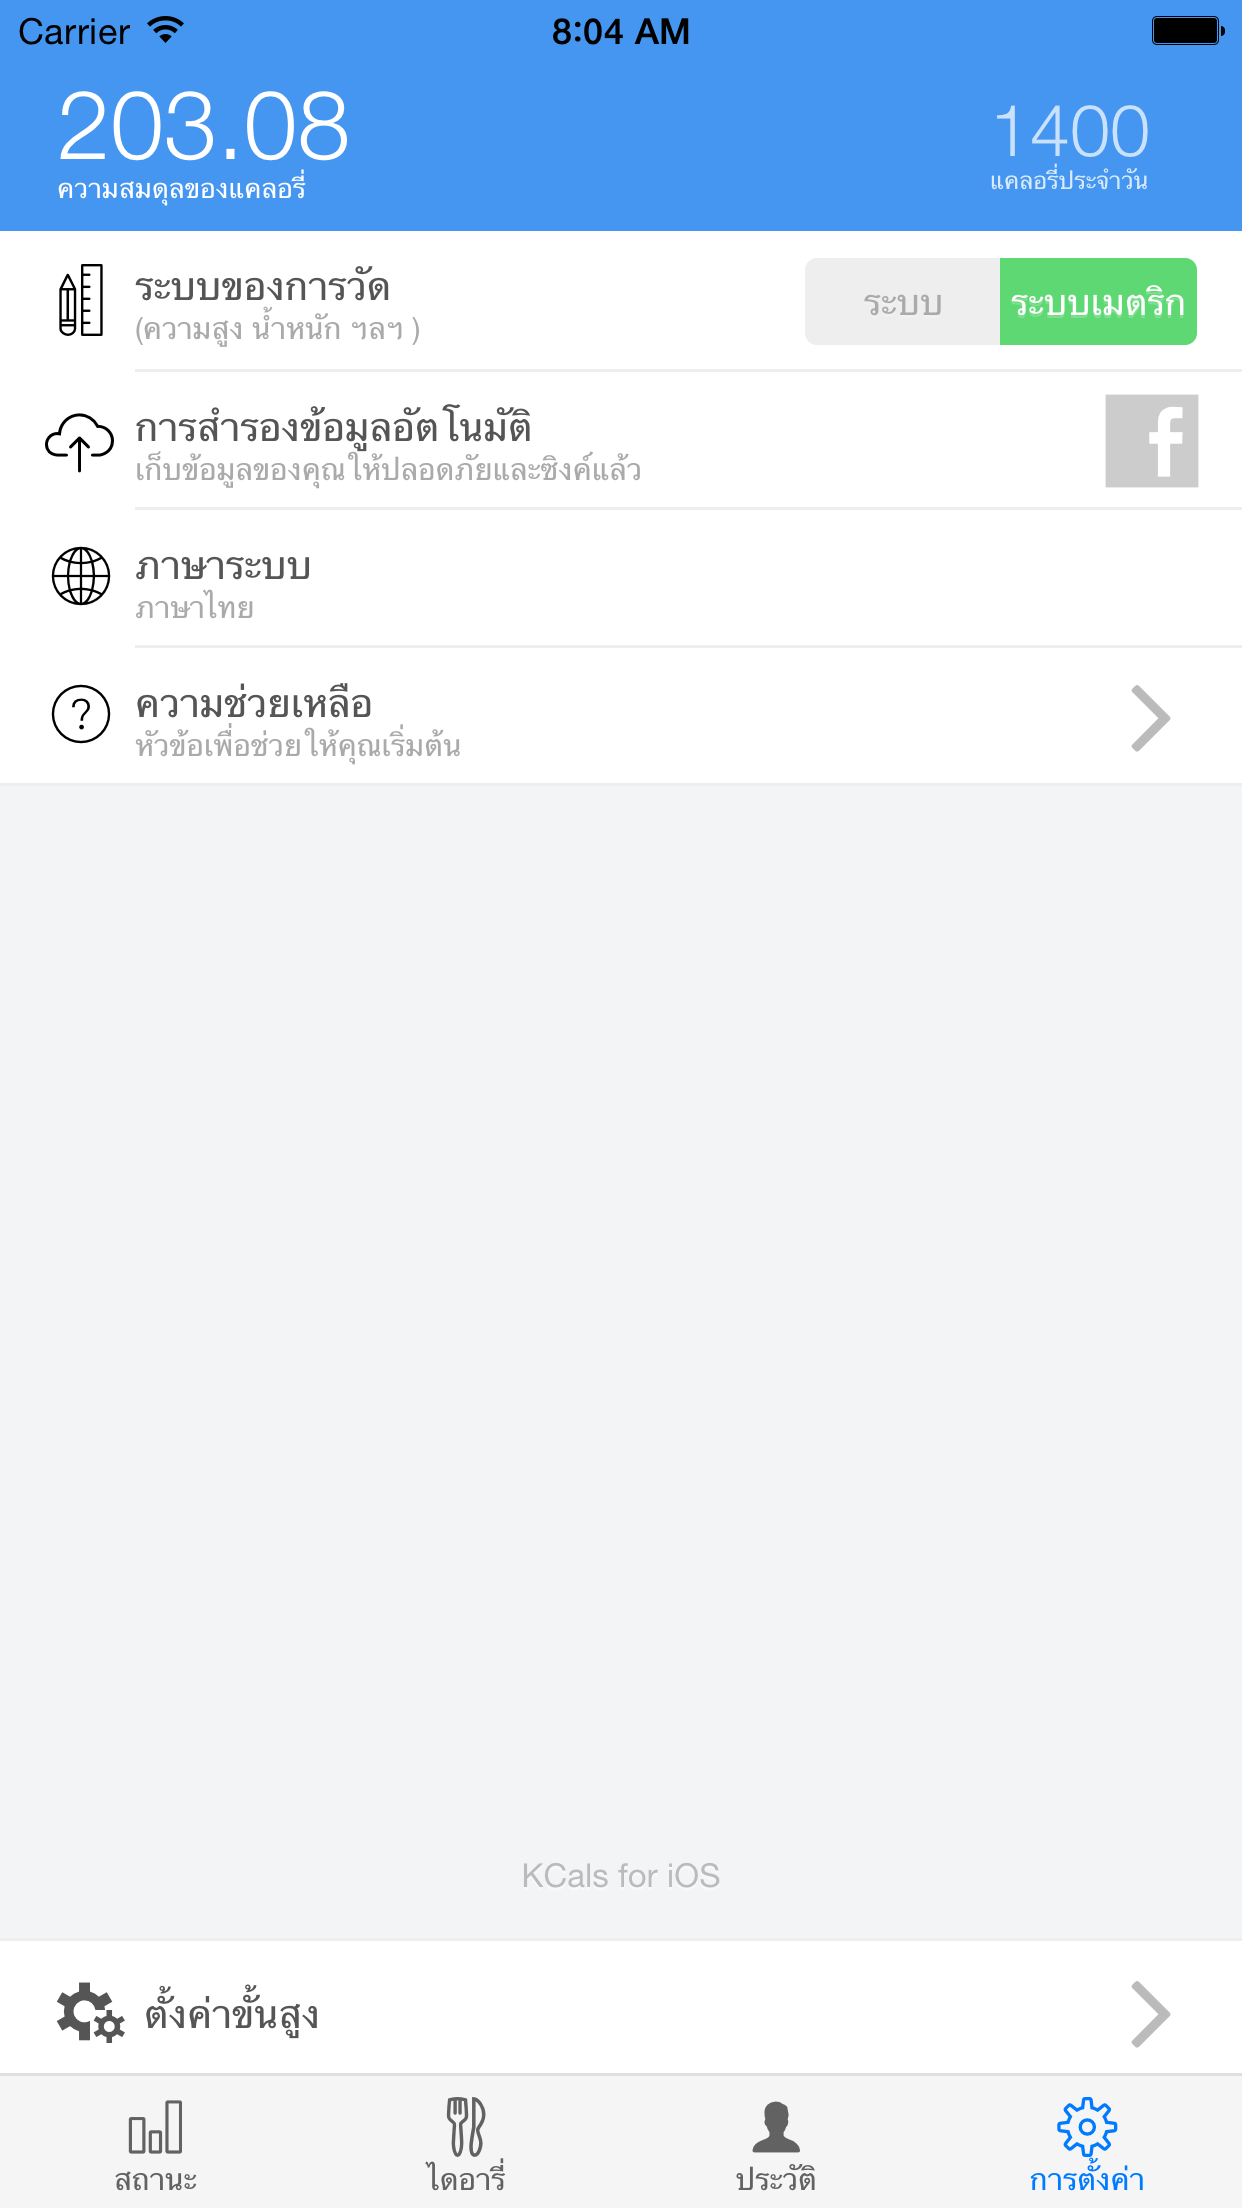 Carrier 8:04 AM
203.08
ความสมดุลของแคลอรี่
1400
แคลอรี่ประจำวัน
ระบบของการวัด
(ความสูง น้ำหนัก ฯลฯ )
ระบบ
ระบบเมตริก
การสำรองข้อมูลอัตโนมัติ
เก็บข้อมูลของคุณให้ปลอดภัยและซิงค์แล้ว
f
ภาษาระบบ
ภาษาไทย
ความช่วยเหลือ
หัวข้อเพื่อช่วยให้คุณเริ่มต้น
KCals for iOS
ตั้งค่าขั้นสูง
สถานะ
ไดอารี่
ประวัติ
การตั้งค่า